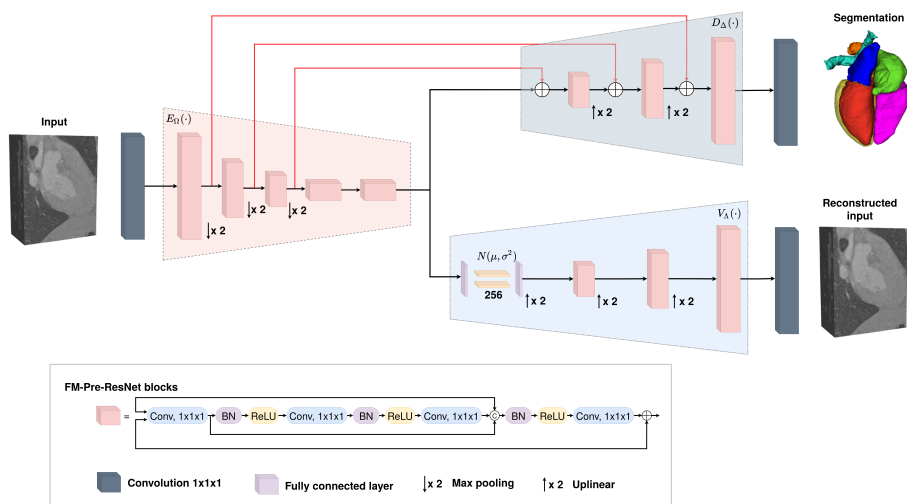 Segmentation
D_Δ(·)
↑ x 2
↑ x 2
Input
E_Ω(·)
↓ x 2
↓ x 2
↓ x 2
Reconstructed
input
V_Λ(·)
N(μ, σ²)
256
↑ x 2
↑ x 2
↑ x 2
FM-Pre-ResNet blocks
= Conv, 1x1x1 BN ReLU Conv, 1x1x1 BN ReLU Conv, 1x1x1 C BN ReLU Conv, 1x1x1
Convolution 1x1x1 Fully connected layer ↓ x 2 Max pooling ↑ x 2 Uplinear